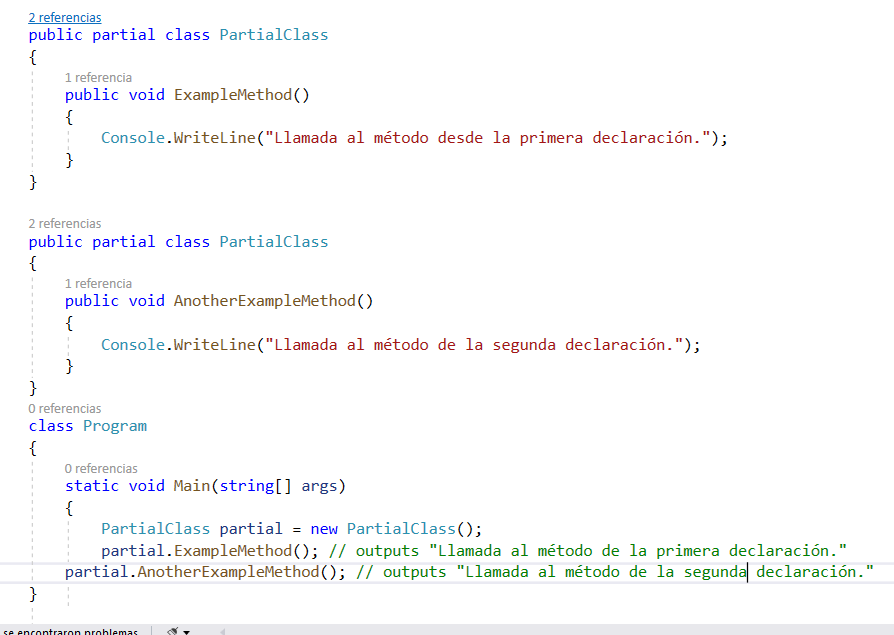 2 referencias
public partial class PartialClass
{
1 referencia
public void ExampleMethod()
{
Console.WriteLine("Llamada al método desde la primera declaración.");
}
}
2 referencias
public partial class PartialClass
{
1 referencia
public void AnotherExampleMethod()
{
Console.WriteLine("Llamada al método de la segunda declaración.");
}
}
0 referencias
class Program
{
0 referencias
static void Main(string[] args)
{
PartialClass partial = new PartialClass();
partial.ExampleMethod(); // outputs "Llamada al método de la primera declaración."
partial.AnotherExampleMethod(); // outputs "Llamada al método de la segunda declaración."
}
se encontraron problemas